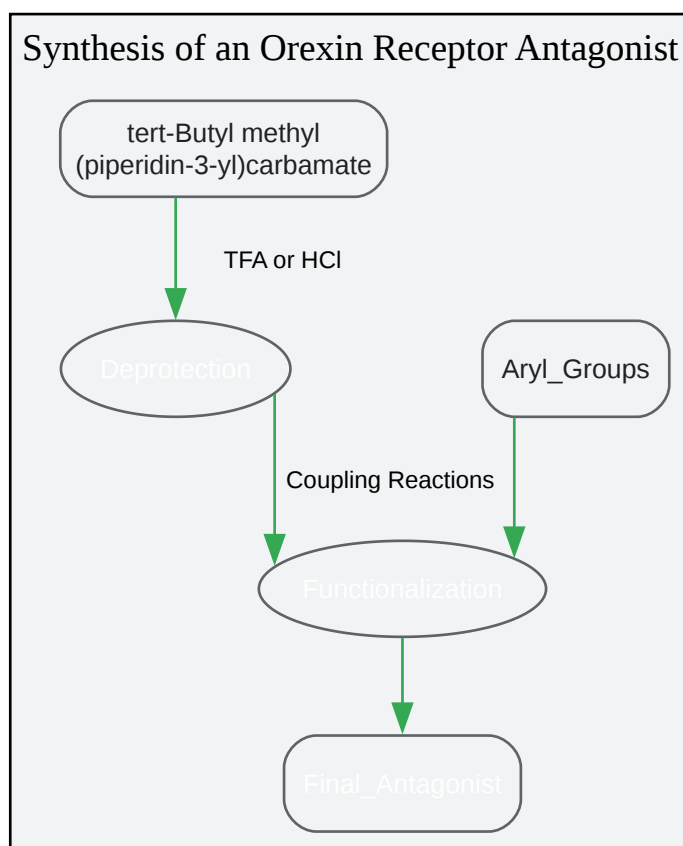 Synthesis of an Orexin Receptor Antagonist
tert-Butyl methyl
(piperidin-3-yl)carbamate
TFA or HCl
Deprotection
Aryl_Groups
Coupling Reactions
Functionalization
Final_Antagonist